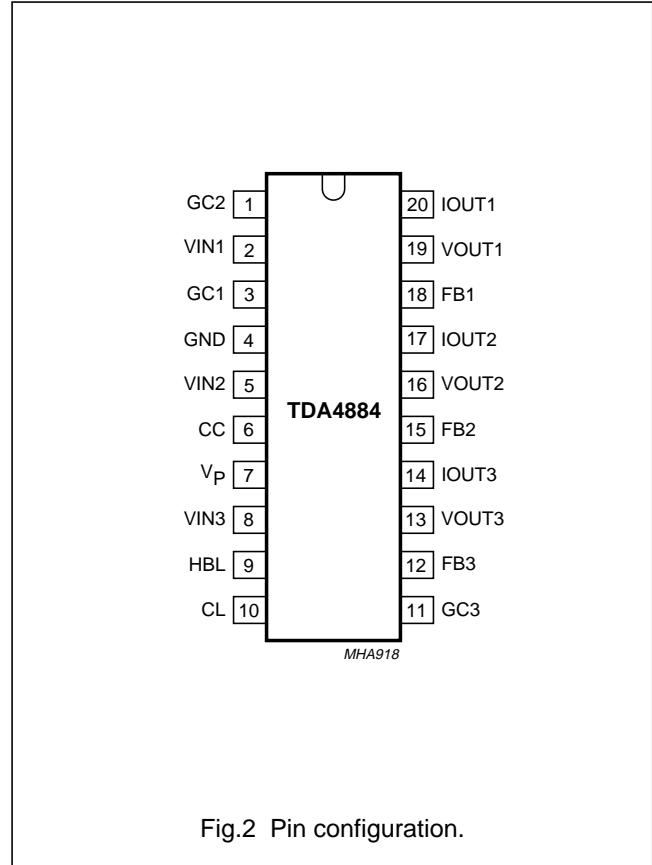 GC2 1
VIN1 2
GC1 3
GND 4
VIN2 5
CC 6
VP 7
VIN3 8
HBL 9
CL 10
TDA4884
20 IOUT1
19 VOUT1
18 FB1
17 IOUT2
16 VOUT2
15 FB2
14 IOUT3
13 VOUT3
12 FB3
11 GC3
MHA918
Fig.2 Pin configuration.